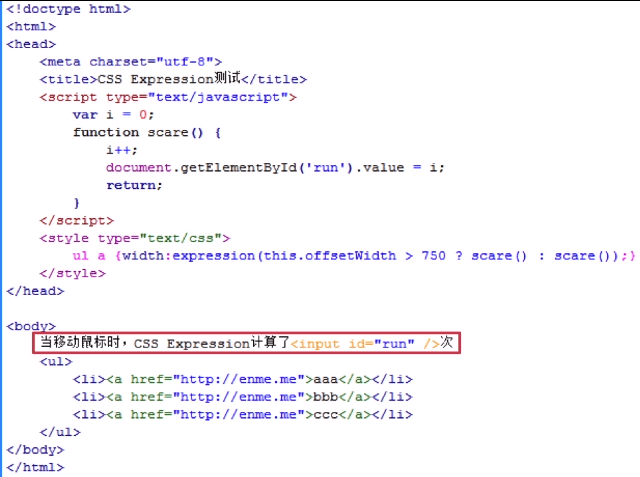 <!doctype html>
<html>
<head>
<meta charset="utf-8">
<title>CSS Expression测试</title>
<script type="text/javascript">
var i = 0;
function scare() {
i++;
document.getElementById('run').value = i;
return;
}
</script>
<style type="text/css">
ul a {width:expression(this.offsetWidth > 750 ? scare() : scare());}
</style>
</head>
<body>
当移动鼠标时，CSS Expression计算了<input id="run" />次
<ul>
<li><a href="http://enme.me">aaa</a></li>
<li><a href="http://enme.me">bbb</a></li>
<li><a href="http://enme.me">ccc</a></li>
</ul>
</body>
</html>